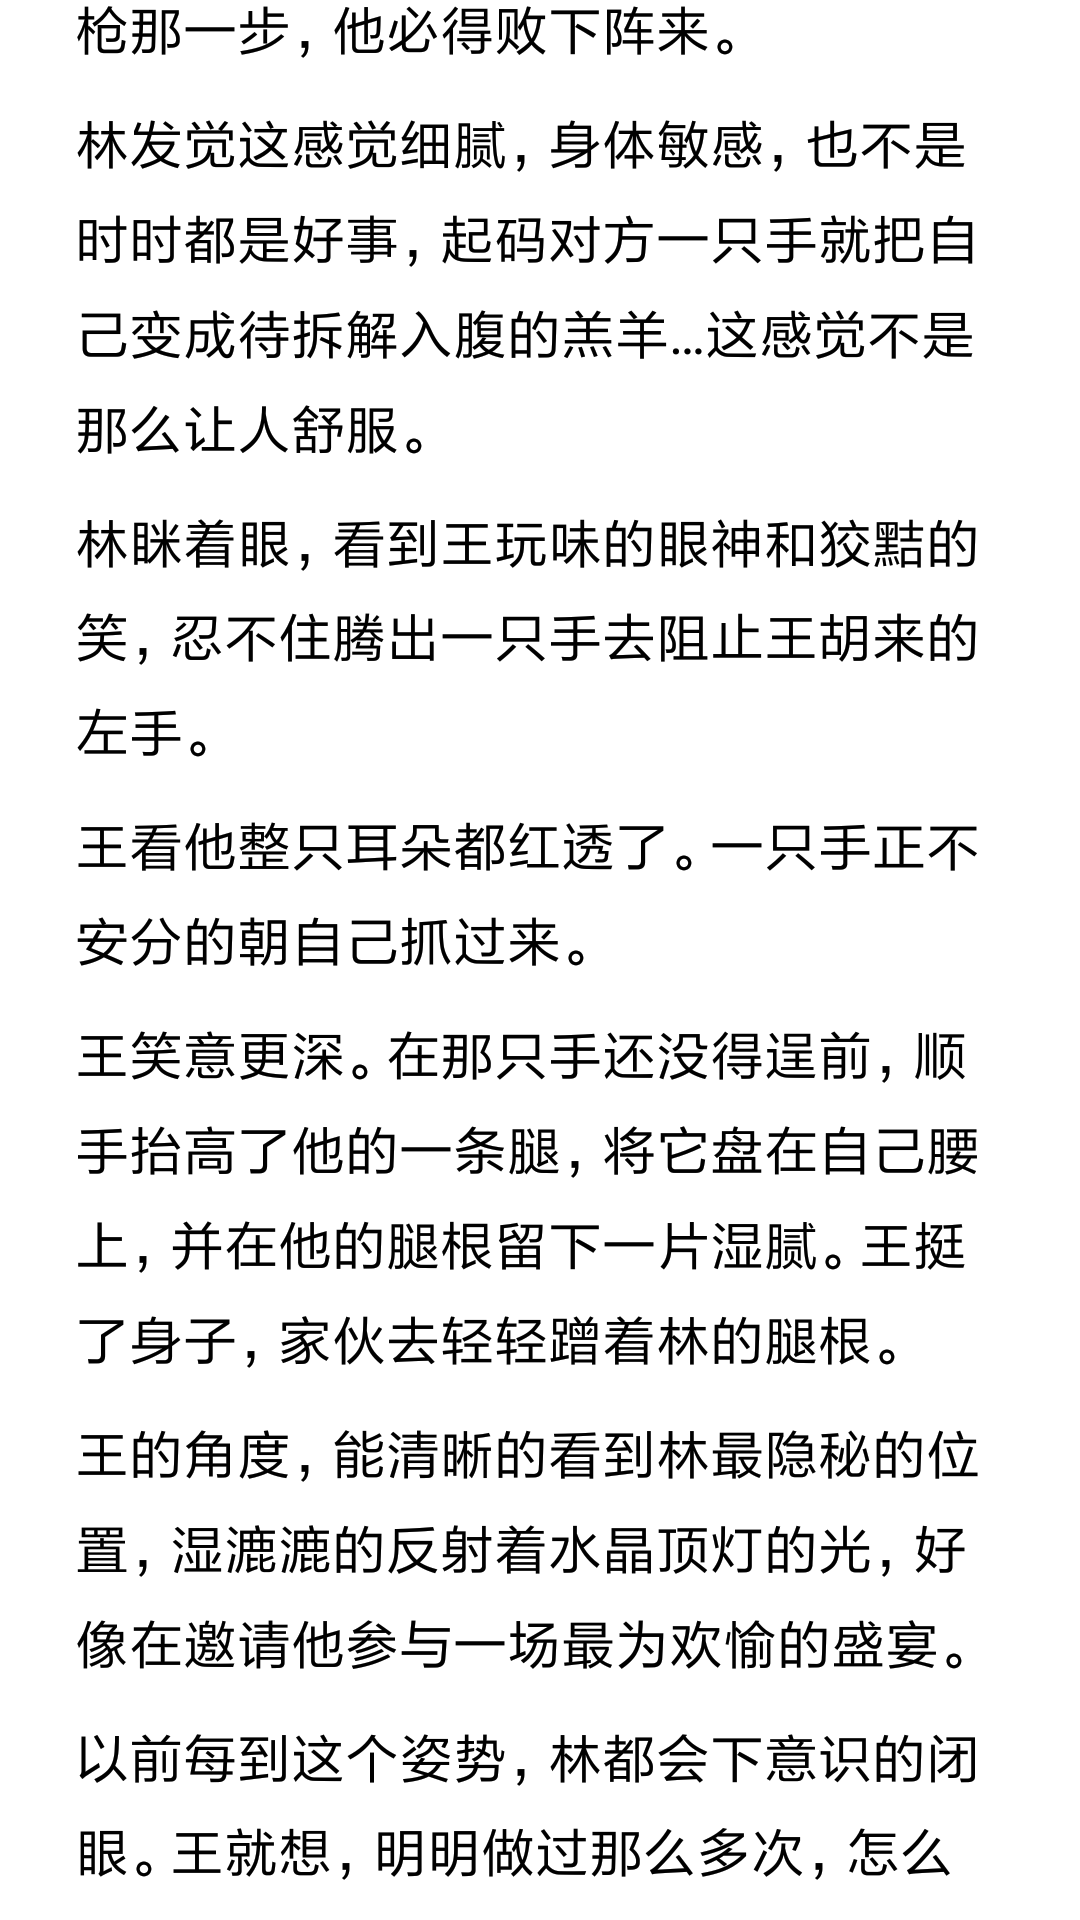 枪那一步，他必得败下阵来。
林发觉这感觉细腻，身体敏感，也不是
时时都是好事，起码对方一只手就把自
己变成待拆解入腹的羔羊...这感觉不是
那么让人舒服。
林眯着眼，看到王玩味的眼神和狡黠的
笑，忍不住腾出一只手去阻止王胡来的
左手。
王看他整只耳朵都红透了。一只手正不
安分的朝自己抓过来。
王笑意更深。在那只手还没得逞前，顺
手抬高了他的一条腿，将它盘在自己腰
上，并在他的腿根留下一片湿腻。王挺
了身子，家伙去轻轻蹭着林的腿根。
王的角度，能清晰的看到林最隐秘的位
置，湿漉漉的反射着水晶顶灯的光，好
像在邀请他参与一场最为欢愉的盛宴。
以前每到这个姿势，林都会下意识的闭
眼。王就想，明明做过那么多次，怎么